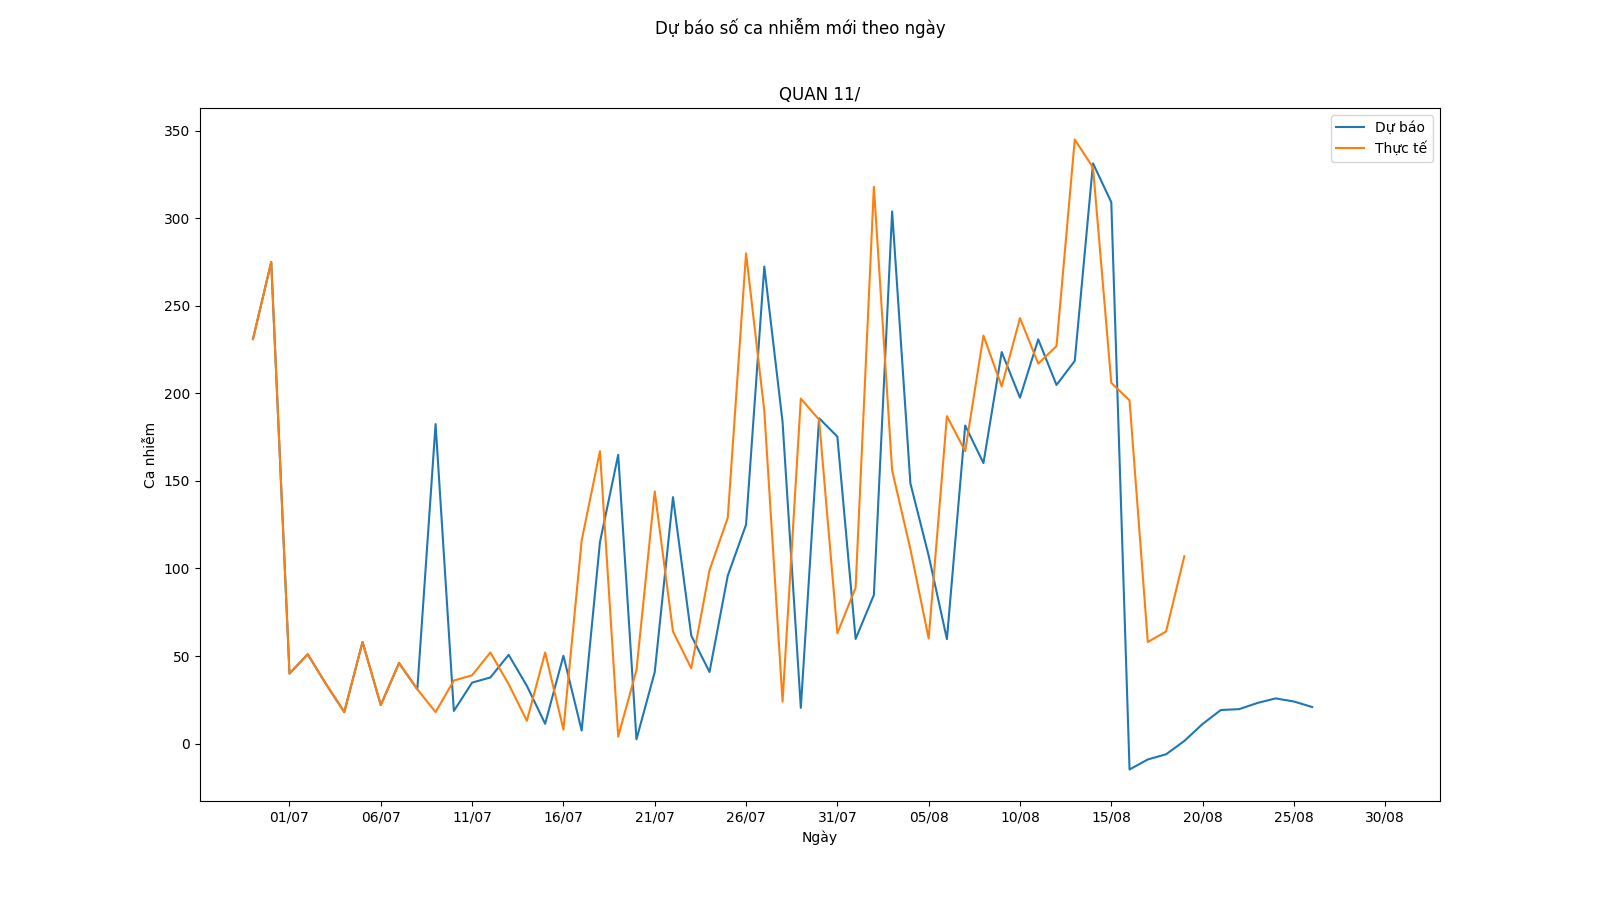 Dự báo số ca nhiễm mới theo ngày
QUAN 11/
Dự báo
Thực tế
350
300
250
200
150
100
50
0
Ca nhiễm
01/07 06/07 11/07 16/07 21/07 26/07 31/07 05/08 10/08 15/08 20/08 25/08 30/08
Ngày